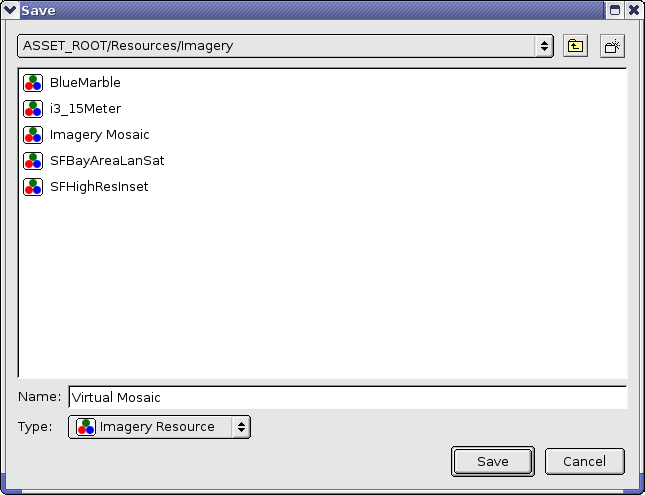 Save
ASSET_ROOT/Resources/Imagery
BlueMarble
i3_15Meter
Imagery Mosaic
SFBayAreaLanSat
SFHighResInset
Name: Virtual Mosaic
Type: Imagery Resource
Save Cancel